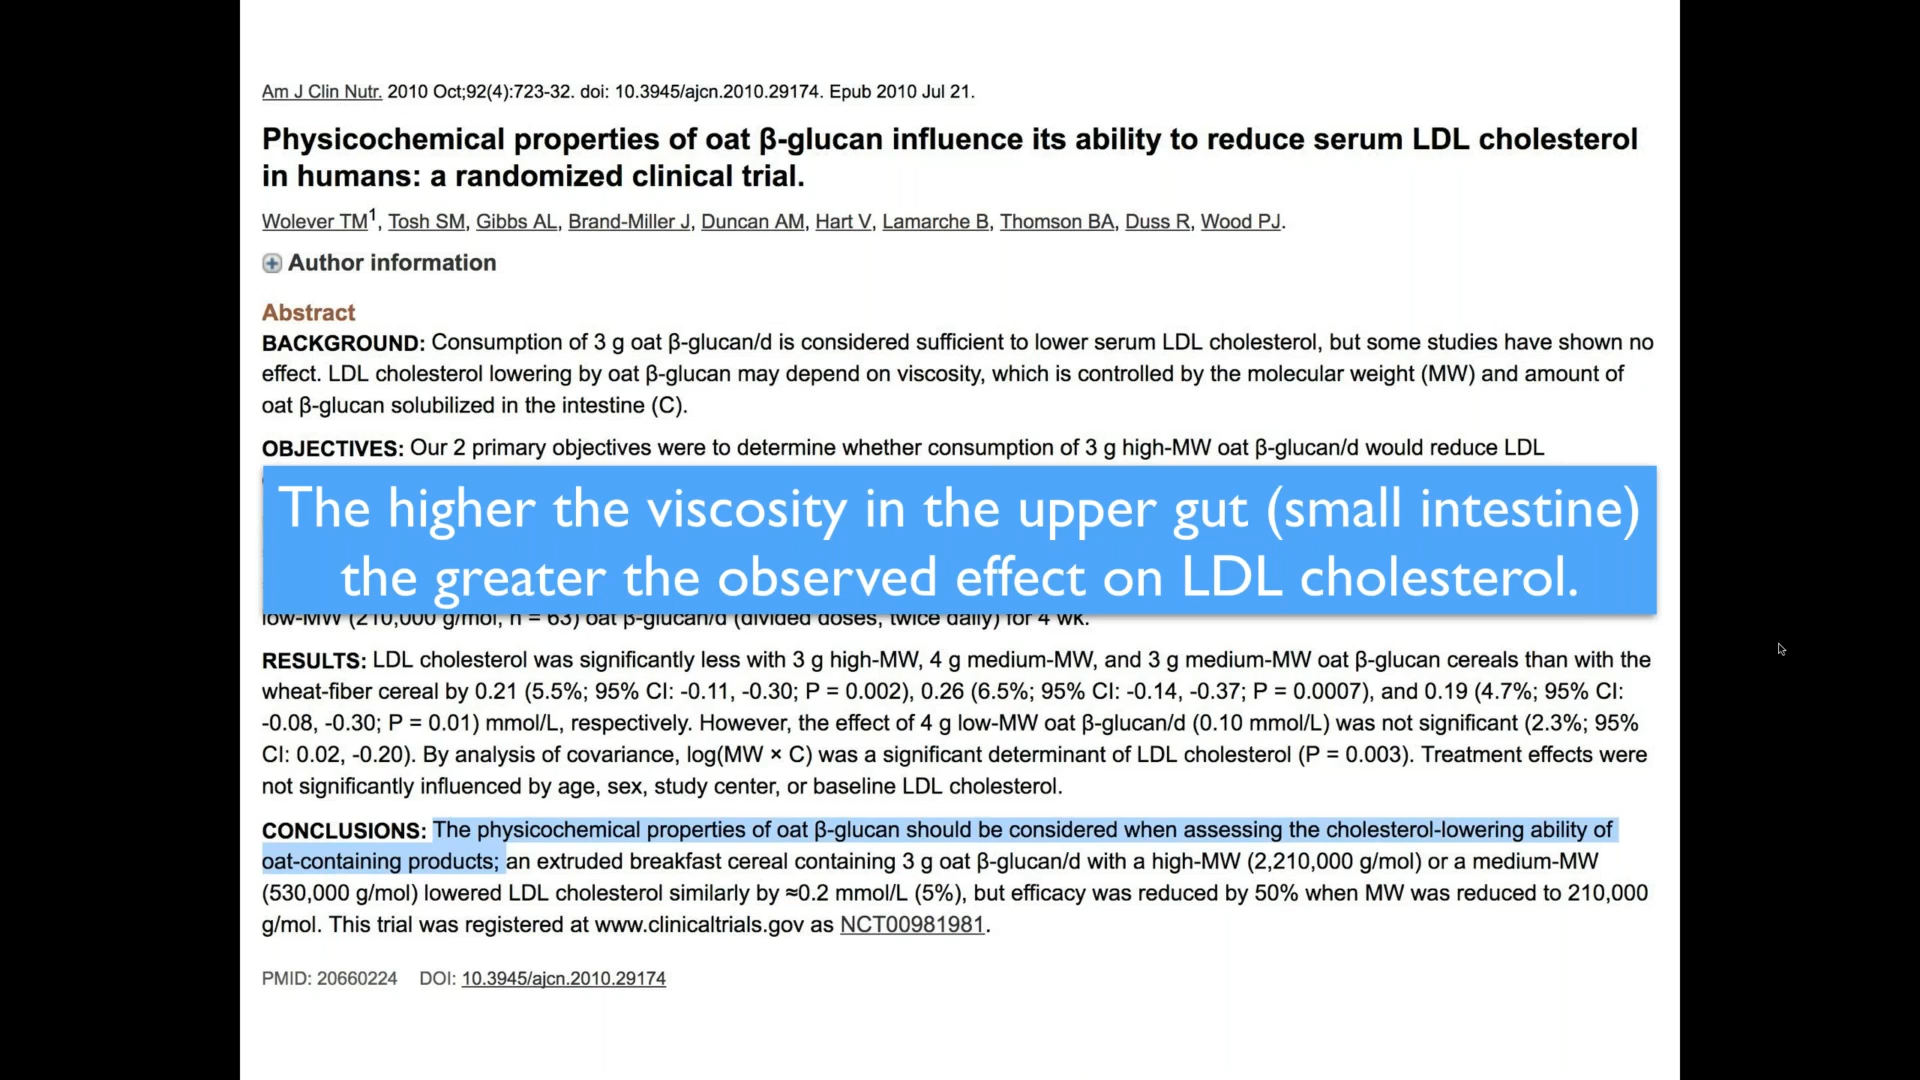 Am J Clin Nutr. 2010 Oct;92(4):723-32. doi: 10.3945/ajcn.2010.29174. Epub 2010 Jul 21.
Physicochemical properties of oat β-glucan influence its ability to reduce serum LDL cholesterol
in humans: a randomized clinical trial.
Wolever TM1, Tosh SM, Gibbs AL, Brand-Miller J, Duncan AM, Hart V, Lamarche B, Thomson BA, Duss R, Wood PJ.
Author information
Abstract
BACKGROUND: Consumption of 3 g oat β-glucan/d is considered sufficient to lower serum LDL cholesterol, but some studies have shown no
effect. LDL cholesterol lowering by oat β-glucan may depend on viscosity, which is controlled by the molecular weight (MW) and amount of
oat β-glucan solubilized in the intestine (C).
OBJECTIVES: Our 2 primary objectives were to determine whether consumption of 3 g high-MW oat β-glucan/d would reduce LDL
The higher the viscosity in the upper gut (small intestine)
the greater the observed effect on LDL cholesterol.
low-MW (210,000 g/mol, n = 63) oat β-glucan/d (divided doses, twice daily) for 4 wk.
RESULTS: LDL cholesterol was significantly less with 3 g high-MW, 4 g medium-MW, and 3 g medium-MW oat β-glucan cereals than with the
wheat-fiber cereal by 0.21 (5.5%; 95% CI: -0.11, -0.30; P = 0.002), 0.26 (6.5%; 95% CI: -0.14, -0.37; P = 0.0007), and 0.19 (4.7%; 95% CI:
-0.08, -0.30; P = 0.01) mmol/L, respectively. However, the effect of 4 g low-MW oat β-glucan/d (0.10 mmol/L) was not significant (2.3%; 95%
CI: 0.02, -0.20). By analysis of covariance, log(MW × C) was a significant determinant of LDL cholesterol (P = 0.003). Treatment effects were
not significantly influenced by age, sex, study center, or baseline LDL cholesterol.
CONCLUSIONS: The physicochemical properties of oat β-glucan should be considered when assessing the cholesterol-lowering ability of
oat-containing products; an extruded breakfast cereal containing 3 g oat β-glucan/d with a high-MW (2,210,000 g/mol) or a medium-MW
(530,000 g/mol) lowered LDL cholesterol similarly by ≈0.2 mmol/L (5%), but efficacy was reduced by 50% when MW was reduced to 210,000
g/mol. This trial was registered at www.clinicaltrials.gov as NCT00981981.
PMID: 20660224 DOI: 10.3945/ajcn.2010.29174